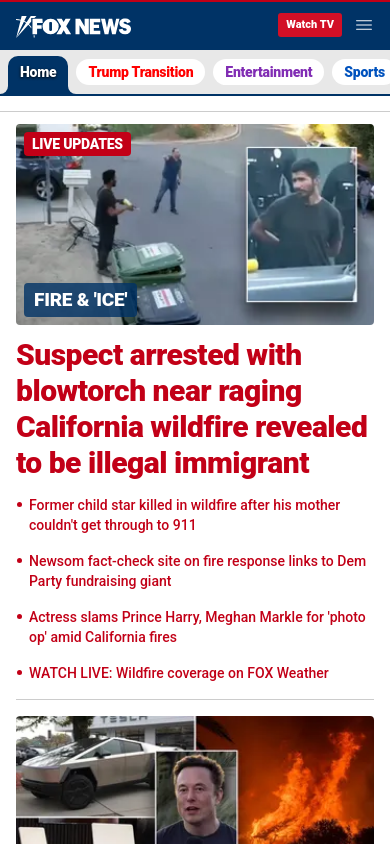 FOX NEWS
Watch TV
Home
Trump Transition
Entertainment
Sports
LIVE UPDATES
FIRE & 'ICE'
Suspect arrested with
blowtorch near raging
California wildfire revealed
to be illegal immigrant
• Former child star killed in wildfire after his mother
couldn't get through to 911
• Newsom fact-check site on fire response links to Dem
Party fundraising giant
• Actress slams Prince Harry, Meghan Markle for 'photo
op' amid California fires
• WATCH LIVE: Wildfire coverage on FOX Weather
TESLA